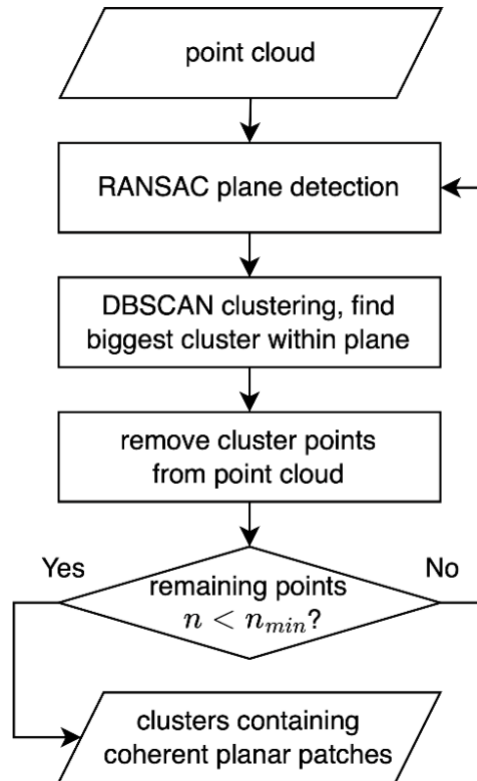 point cloud
RANSAC plane detection
DBSCAN clustering, find
biggest cluster within plane
remove cluster points
from point cloud
Yes
No
remaining points
n < n_min?
clusters containing
coherent planar patches